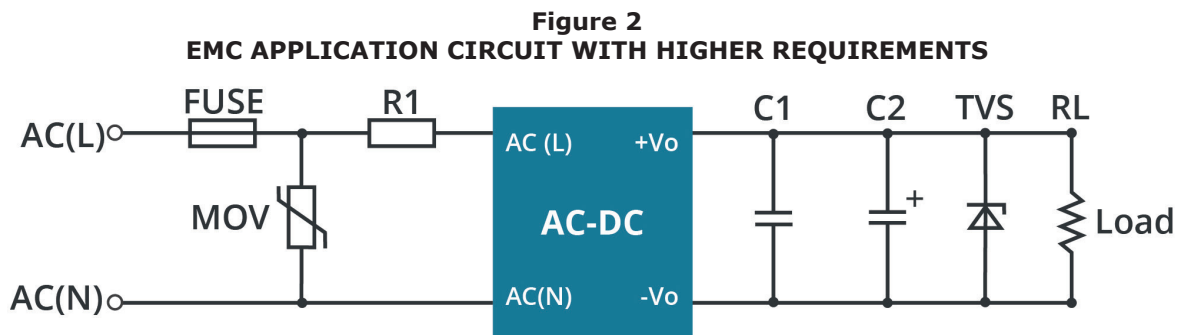 Figure 2
EMC APPLICATION CIRCUIT WITH HIGHER REQUIREMENTS
FUSE R1 C1 C2 TVS RL
AC(L) AC (L) +Vo
MOV AC-DC + Load
AC(N) AC(N) -Vo